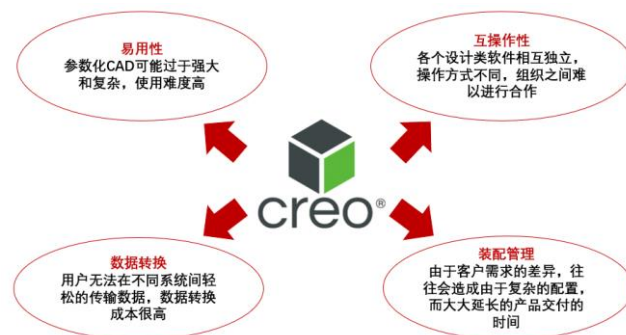 易用性
参数化CAD可能过于强大
和复杂，使用难度高
互操作性
各个设计类软件相互独立，
操作方式不同，组织之间难
以进行合作
creo®
数据转换
用户无法在不同系统间轻
松的传输数据，数据转换
成本很高
装配管理
由于客户需求的差异，往
往会造成由于复杂的配置，
而大大延长的产品交付的
时间